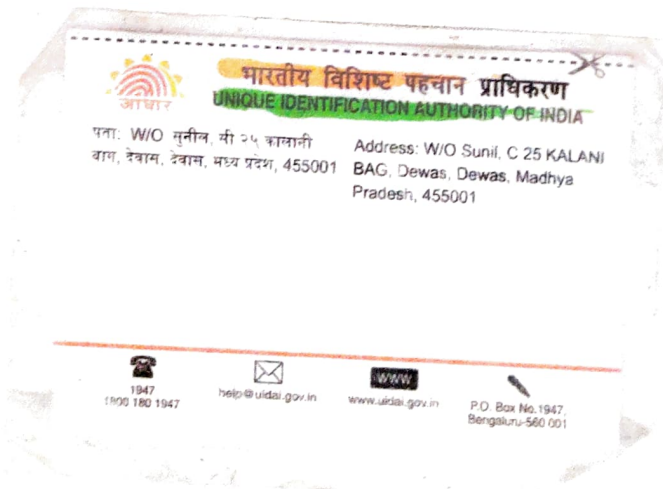 आधार
भारतीय विशिष्ट पहचान प्राधिकरण
UNIQUE IDENTIFICATION AUTHORITY OF INDIA
पता: W/O सुनील, सी २५ कालानी
बाग, देवास, देवास, मध्य प्रदेश, 455001
Address: W/O Sunil, C 25 KALANI
BAG, Dewas, Dewas, Madhya
Pradesh, 455001
1947
1800 180 1947
help@uidai.gov.in
WWW
www.uidai.gov.in
P.O. Box No.1947,
Bengaluru-560 001